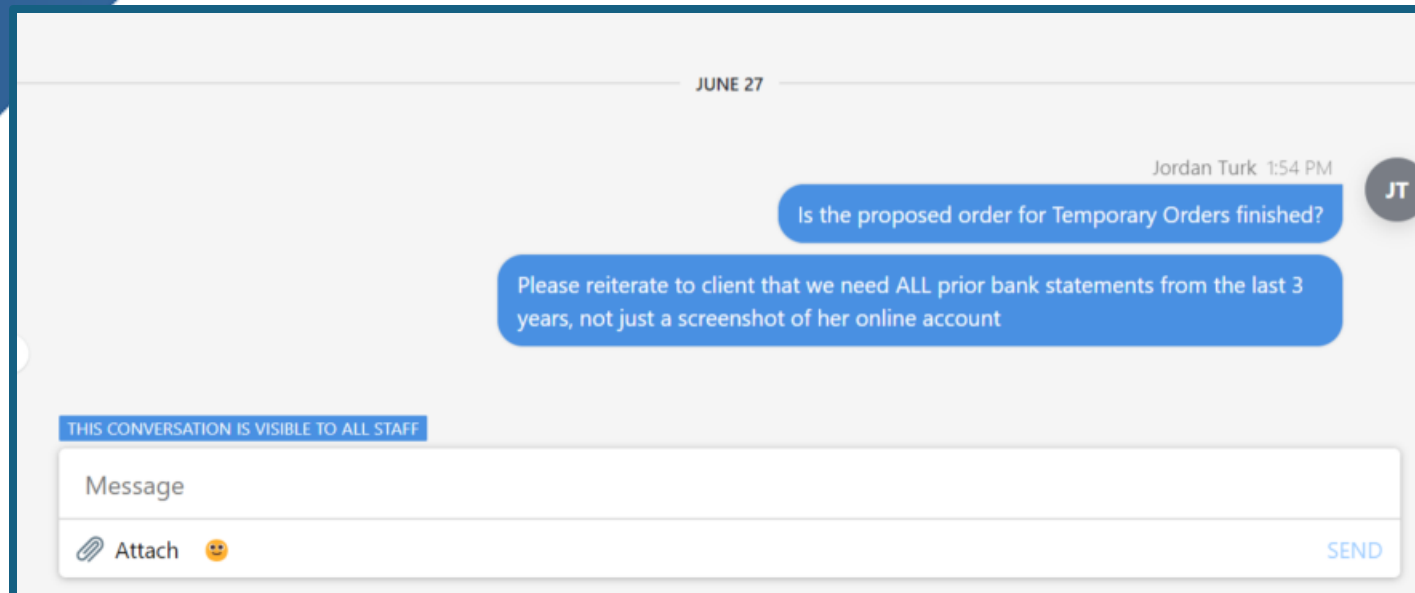 JUNE 27
Jordan Turk 1:54 PM
JT
Is the proposed order for Temporary Orders finished?
Please reiterate to client that we need ALL prior bank statements from the last 3
years, not just a screenshot of her online account
THIS CONVERSATION IS VISIBLE TO ALL STAFF
Message
Attach
SEND